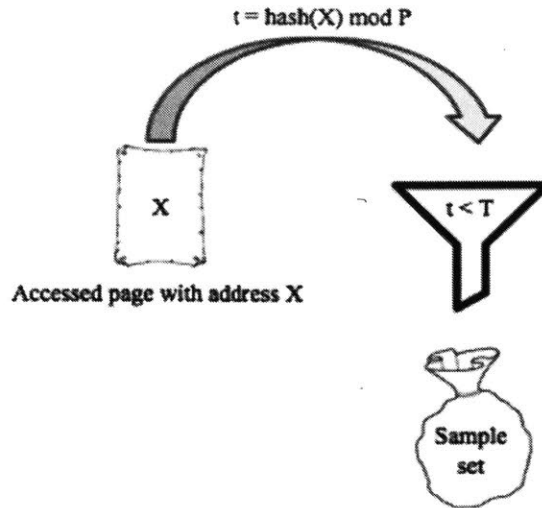 t = hash(X) mod P
X
t < T
Accessed page with address X
Sample
set